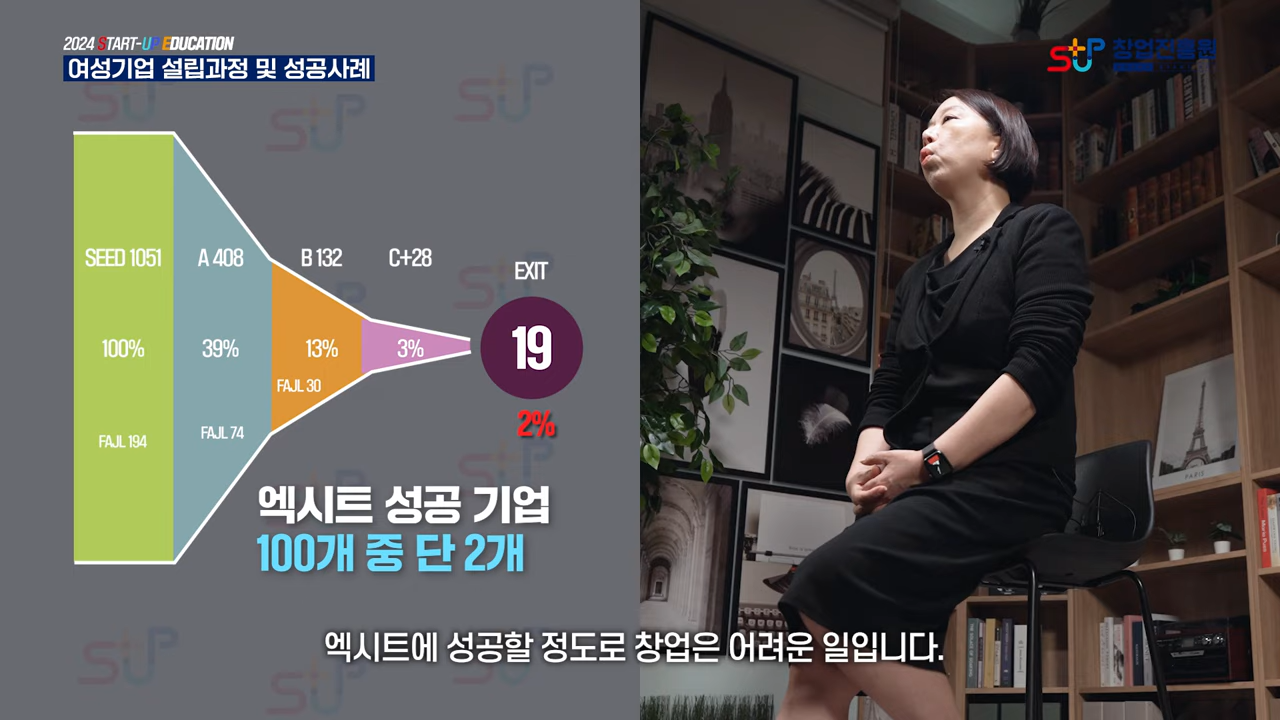 2024 START-UP EDUCATION
여성기업 설립과정 및 성공사례
STUP 창업진흥원
SEED 1051
A 408
B 132
C+28
EXIT
100%
39%
13%
3%
19
FAJL 30
2%
FAJL 194
FAJL 74
엑시트 성공 기업
100개 중 단 2개
엑시트에 성공할 정도로 창업은 어려운 일입니다.
PARIS